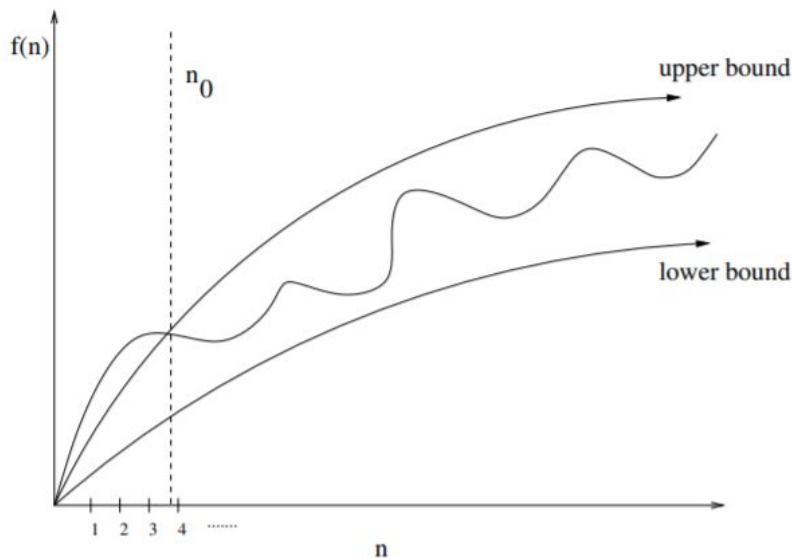 f(n)
n0
upper bound
lower bound
1 2 3 4 .......
n